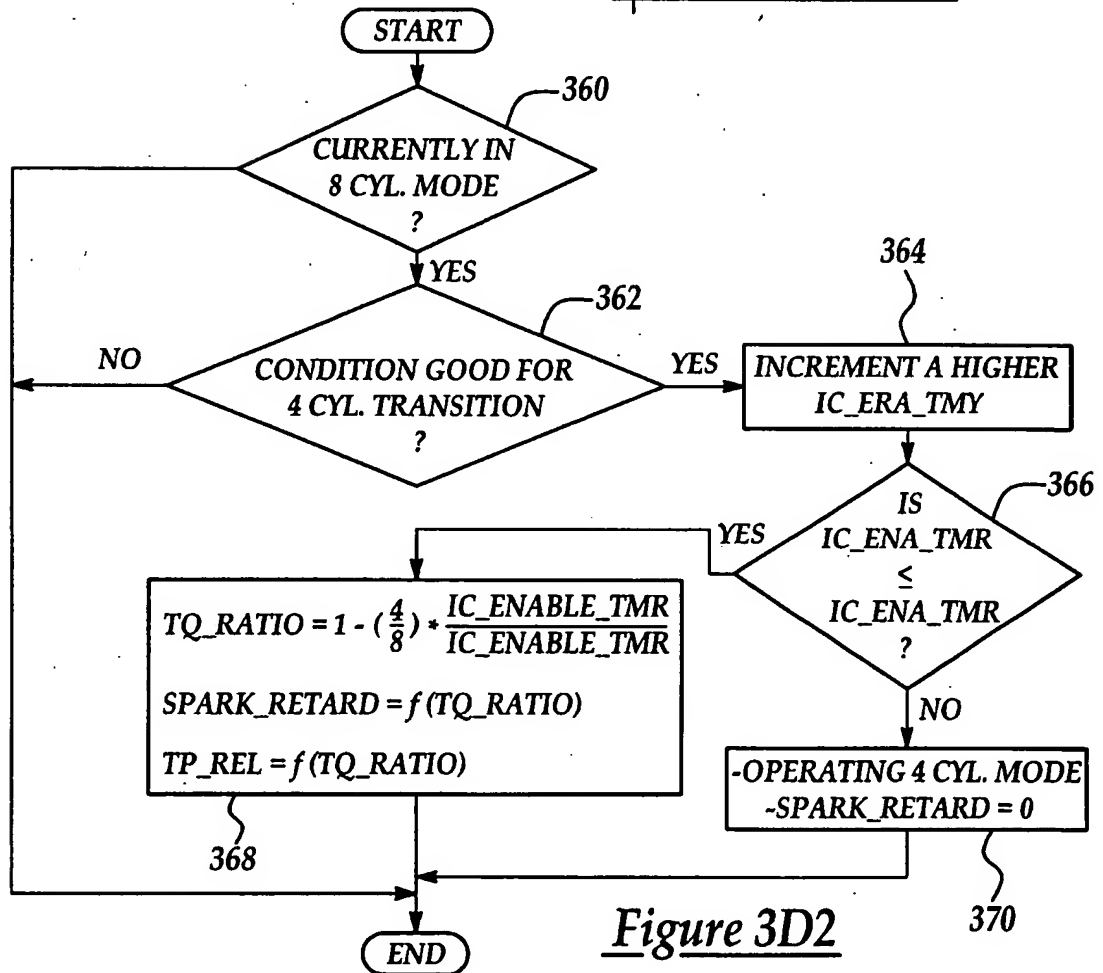 START
360
CURRENTLY IN
8 CYL. MODE
?
YES
362
364
NO
CONDITION GOOD FOR
4 CYL. TRANSITION
?
YES
INCREMENT A HIGHER
IC_ERA_TMY
366
IS
IC_ENA_TMR
≤
IC_ENA_TMR
?
YES
NO
TQ_RATIO = 1 - (4/8) * IC_ENABLE_TMR / IC_ENABLE_TMR
SPARK_RETARD = f (TQ_RATIO)
TP_REL = f (TQ_RATIO)
368
-OPERATING 4 CYL. MODE
~SPARK_RETARD = 0
370
END
Figure 3D2